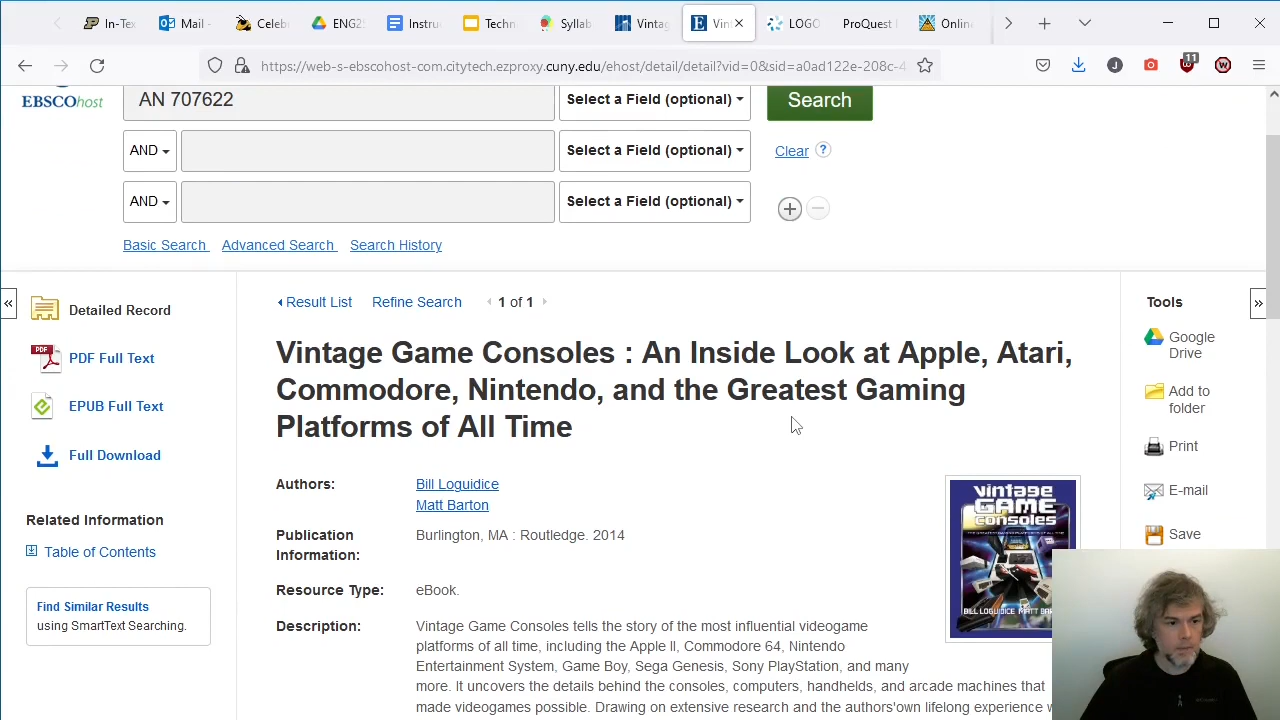 In-Tex
Mail -
Celeb
ENG2
Instru
Techn
Syllab
Vinta
Vin
LOGO
ProQuest
Onlin
https://web-s-ebscohost-com.citytech.ezproxy.cuny.edu/ehost/detail/detail?vid=0&sid=a0ad122e-208c-4
11
EBSCOhost
AN 707622
Select a Field (optional)
Search
AND
Select a Field (optional)
Clear
?
AND
Select a Field (optional)
Basic Search
Advanced Search
Search History
Detailed Record
PDF Full Text
EPUB Full Text
Full Download
Related Information
Table of Contents
Find Similar Results
using SmartText Searching.
Result List
Refine Search
1 of 1
Vintage Game Consoles : An Inside Look at Apple, Atari,
Commodore, Nintendo, and the Greatest Gaming
Platforms of All Time
Authors:
Bill Loguidice
Matt Barton
Publication
Information:
Burlington, MA : Routledge. 2014
Resource Type:
eBook.
Description:
Vintage Game Consoles tells the story of the most influential videogame
platforms of all time, including the Apple II, Commodore 64, Nintendo
Entertainment System, Game Boy, Sega Genesis, Sony PlayStation, and many
more. It uncovers the details behind the consoles, computers, handhelds, and arcade machines that
made videogames possible. Drawing on extensive research and the authors'own lifelong experience
vintage
GAME
consoles
BILL LOGUIDICE MATT BAR
Tools
Google
Drive
Add to
folder
Print
E-mail
Save